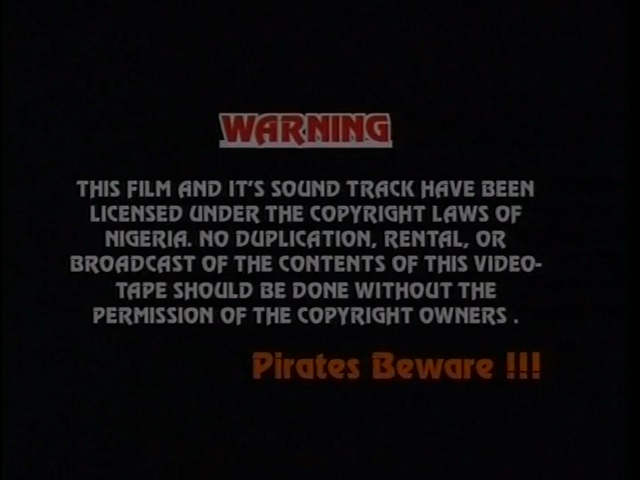 WARNING
THIS FILM AND IT'S SOUND TRACK HAVE BEEN
LICENSED UNDER THE COPYRIGHT LAWS OF
NIGERIA. NO DUPLICATION, RENTAL, OR
BROADCAST OF THE CONTENTS OF THIS VIDEO-
TAPE SHOULD BE DONE WITHOUT THE
PERMISSION OF THE COPYRIGHT OWNERS .
Pirates Beware !!!